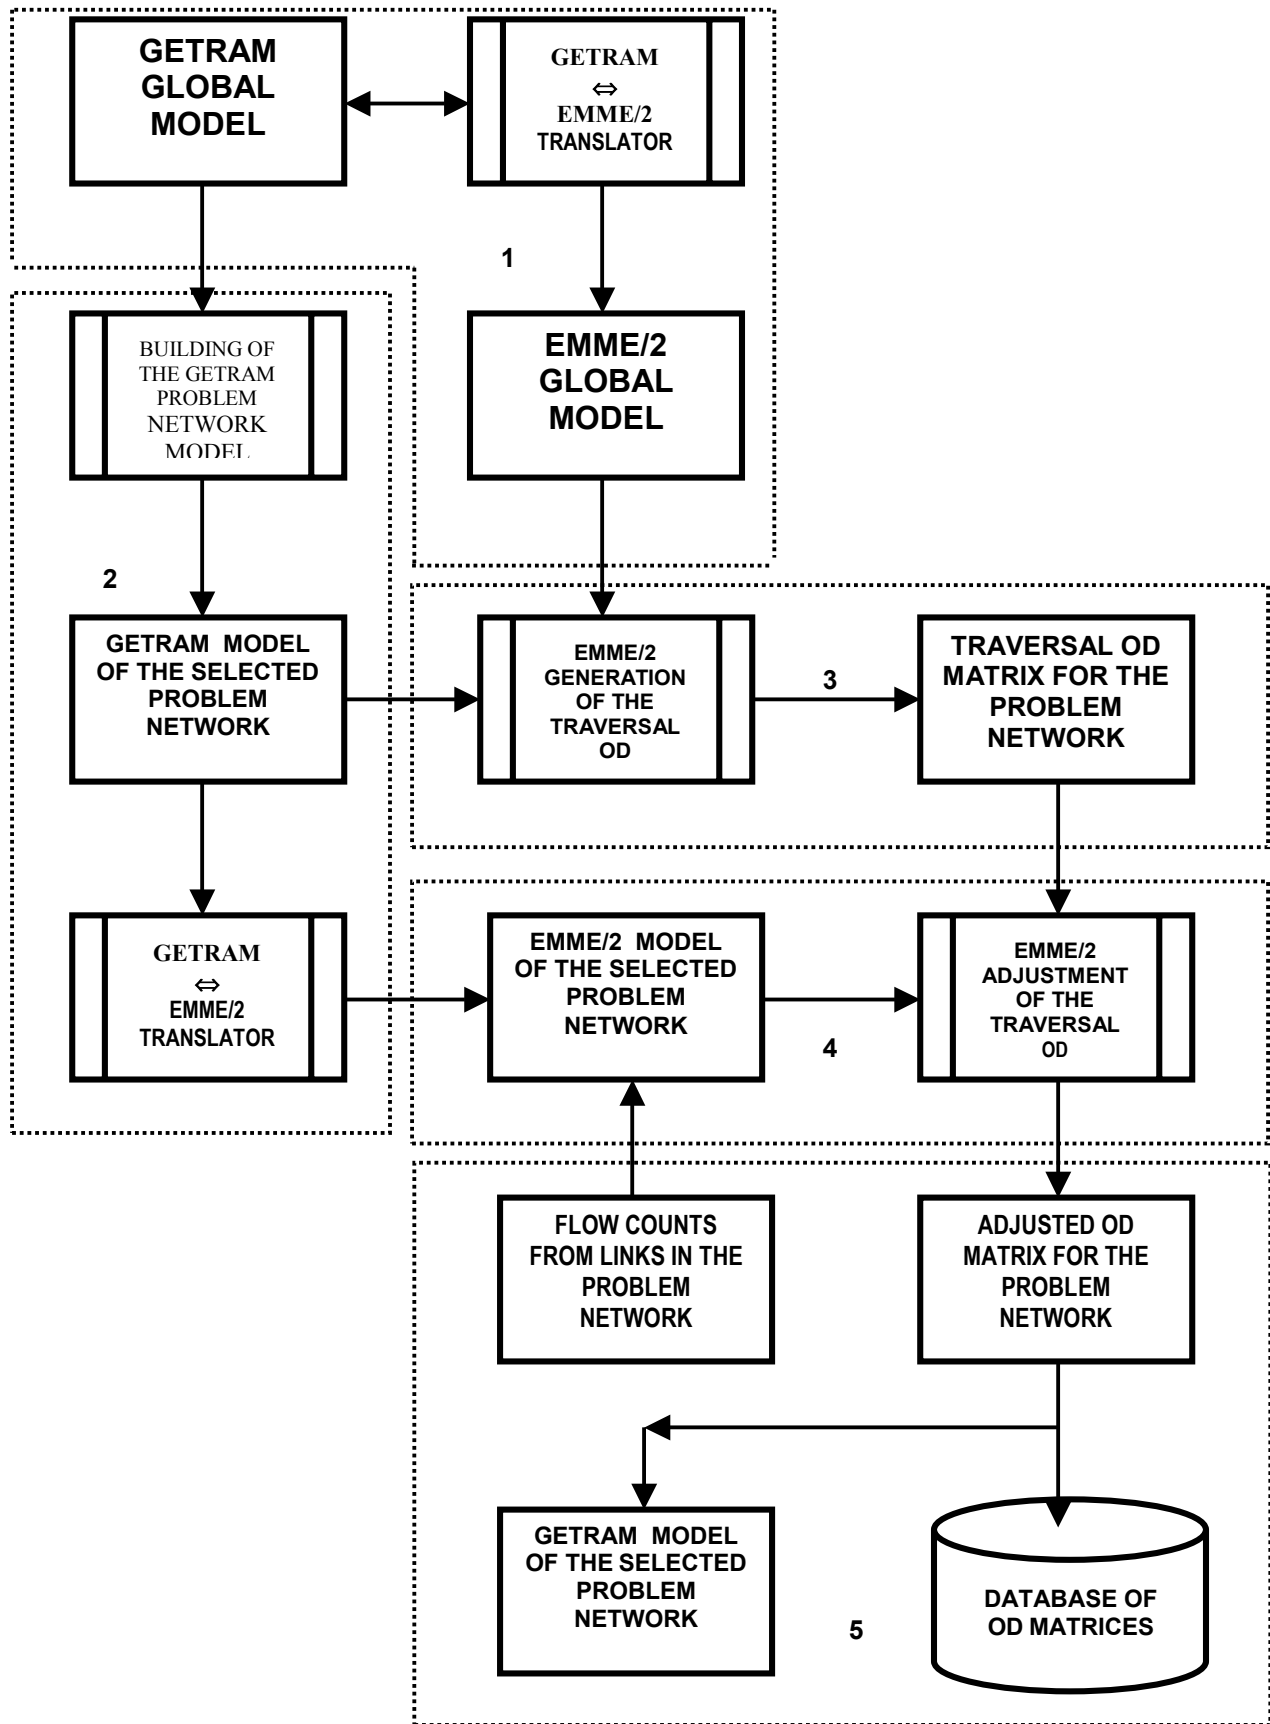 GETRAM
GLOBAL
MODEL
GETRAM
⇔
EMME/2
TRANSLATOR
1
BUILDING OF
THE GETRAM
PROBLEM
NETWORK
MODEL
EMME/2
GLOBAL
MODEL
2
GETRAM MODEL
OF THE SELECTED
PROBLEM
NETWORK
EMME/2
GENERATION
OF THE
TRAVERSAL
OD
3
TRAVERSAL OD
MATRIX FOR THE
PROBLEM
NETWORK
GETRAM
⇔
EMME/2
TRANSLATOR
EMME/2 MODEL
OF THE SELECTED
PROBLEM
NETWORK
4
EMME/2
ADJUSTMENT
OF THE
TRAVERSAL
OD
FLOW COUNTS
FROM LINKS IN THE
PROBLEM
NETWORK
ADJUSTED OD
MATRIX FOR THE
PROBLEM
NETWORK
GETRAM MODEL
OF THE SELECTED
PROBLEM
NETWORK
5
DATABASE OF
OD MATRICES